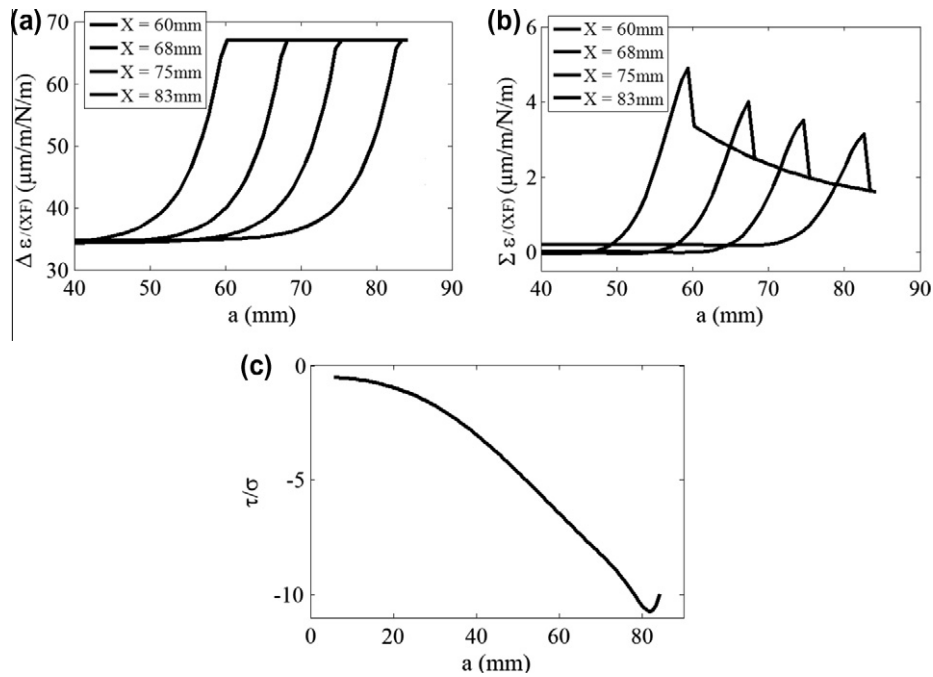 (a)
X = 60mm
X = 68mm
X = 75mm
X = 83mm
Δ ε/(XF) (μm/m/N/m)
70
60
50
40
30
40 50 60 70 80 90
a (mm)
(b)
X = 60mm
X = 68mm
X = 75mm
X = 83mm
Σ ε/(XF) (μm/m/N/m)
6
4
2
0
40 50 60 70 80 90
a (mm)
(c)
τ/σ
0
-5
-10
0 20 40 60 80
a (mm)